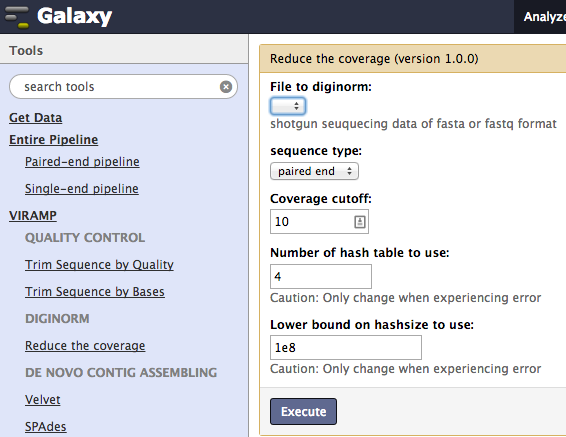 Galaxy
Analyze
Tools
search tools
Get Data
Entire Pipeline
Paired-end pipeline
Single-end pipeline
VIRAMP
QUALITY CONTROL
Trim Sequence by Quality
Trim Sequence by Bases
DIGINORM
Reduce the coverage
DE NOVO CONTIG ASSEMBLING
Velvet
SPAdes
Reduce the coverage (version 1.0.0)
File to diginorm:
shotgun seuquecing data of fasta or fastq format
sequence type:
paired end
Coverage cutoff:
10
Number of hash table to use:
4
Caution: Only change when experiencing error
Lower bound on hashsize to use:
1e8
Caution: Only change when experiencing error
Execute